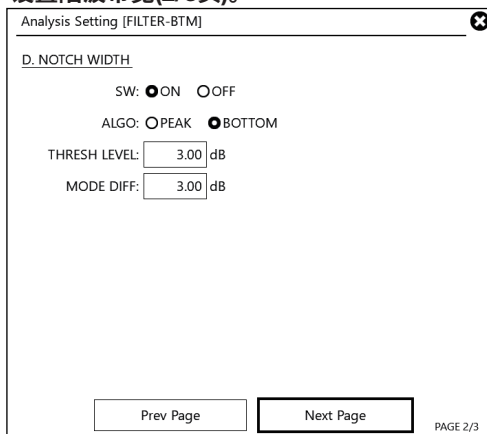 Analysis Setting [FILTER-BTM]
D. NOTCH WIDTH
SW: ON OFF
ALGO: PEAK BOTTOM
THRESH LEVEL: 3.00 dB
MODE DIFF: 3.00 dB
Prev Page Next Page PAGE 2/3